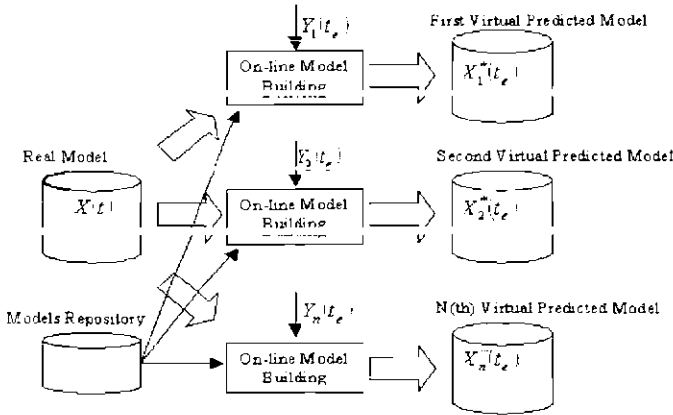 First Virtual Predicted Model
Y₁(tₑ)
On-line Model
Building
X₁*(tₑ)
Real Model
X(t)
Y₂(tₑ)
On-line Model
Building
Second Virtual Predicted Model
X₂*(tₑ)
Models Repository
Yₙ(tₑ)
On-line Model
Building
N(th) Virtual Predicted Model
Xₙ*(tₑ)